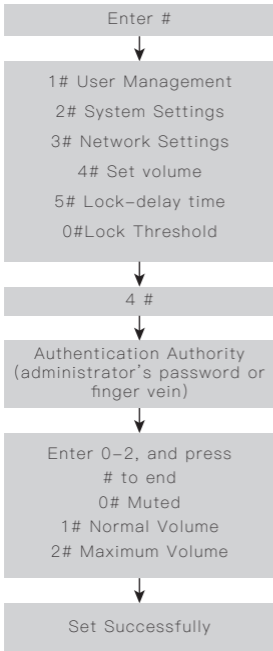 Enter #
1# User Management
2# System Settings
3# Network Settings
4# Set volume
5# Lock-delay time
0#Lock Threshold
4 #
Authentication Authority
(administrator's password or
finger vein)
Enter 0-2, and press
# to end
0# Muted
1# Normal Volume
2# Maximum Volume
Set Successfully